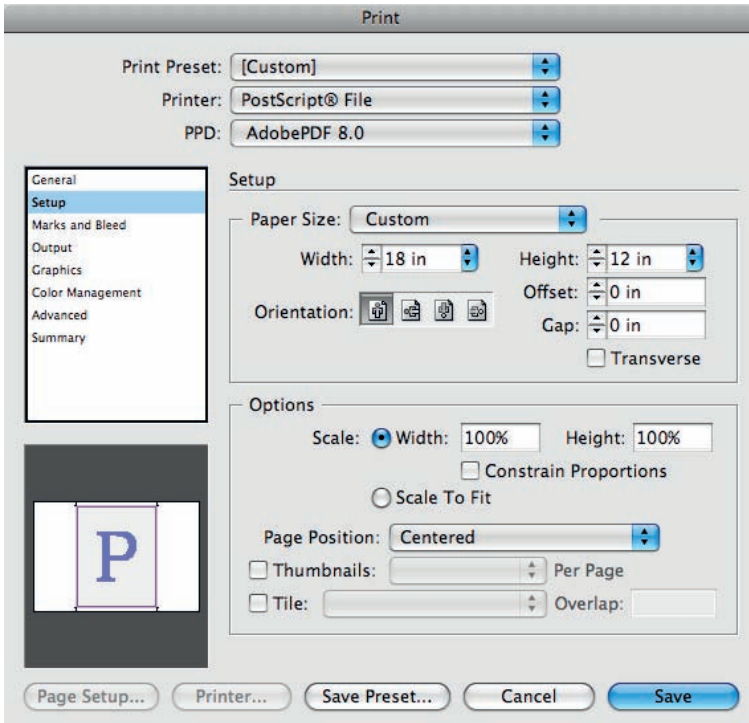 Print
Print Preset: [Custom]
Printer: PostScript® File
PPD: AdobePDF 8.0
General
Setup
Marks and Bleed
Output
Graphics
Color Management
Advanced
Summary
Setup
Paper Size: Custom
Width: 18 in Height: 12 in
Orientation: Offset: 0 in
Gap: 0 in
Transverse
Options
Scale: Width: 100% Height: 100%
Constrain Proportions
Scale To Fit
Page Position: Centered
Thumbnails: Per Page
Tile: Overlap:
P
Page Setup... Printer... Save Preset... Cancel Save